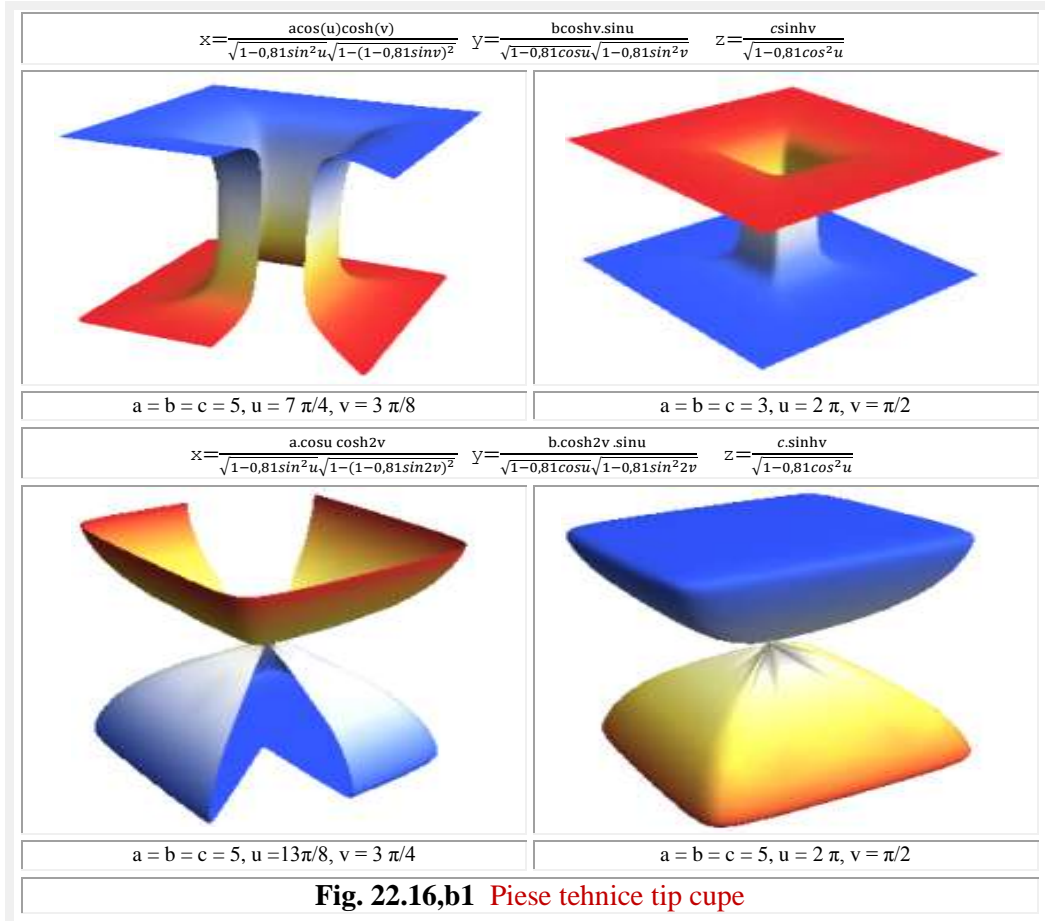 x=acos(u)cosh(v)/√1−0,81sin²u√1−(1−0,81sinv)² y=bcoshv.sinu/√1−0,81cosu√1−0,81sin²v z=csinhv/√1−0,81cos²u
a = b = c = 5, u = 7 π/4, v = 3 π/8 a = b = c = 3, u = 2 π, v = π/2
x=a.cosu cosh2v/√1−0,81sin²u√1−(1−0,81sin2v)² y=b.cosh2v .sinu/√1−0,81cosu√1−0,81sin²2v z=c.sinhv/√1−0,81cos²u
a = b = c = 5, u =13π/8, v = 3 π/4 a = b = c = 5, u = 2 π, v = π/2
Fig. 22.16,b1 Piese tehnice tip cupe